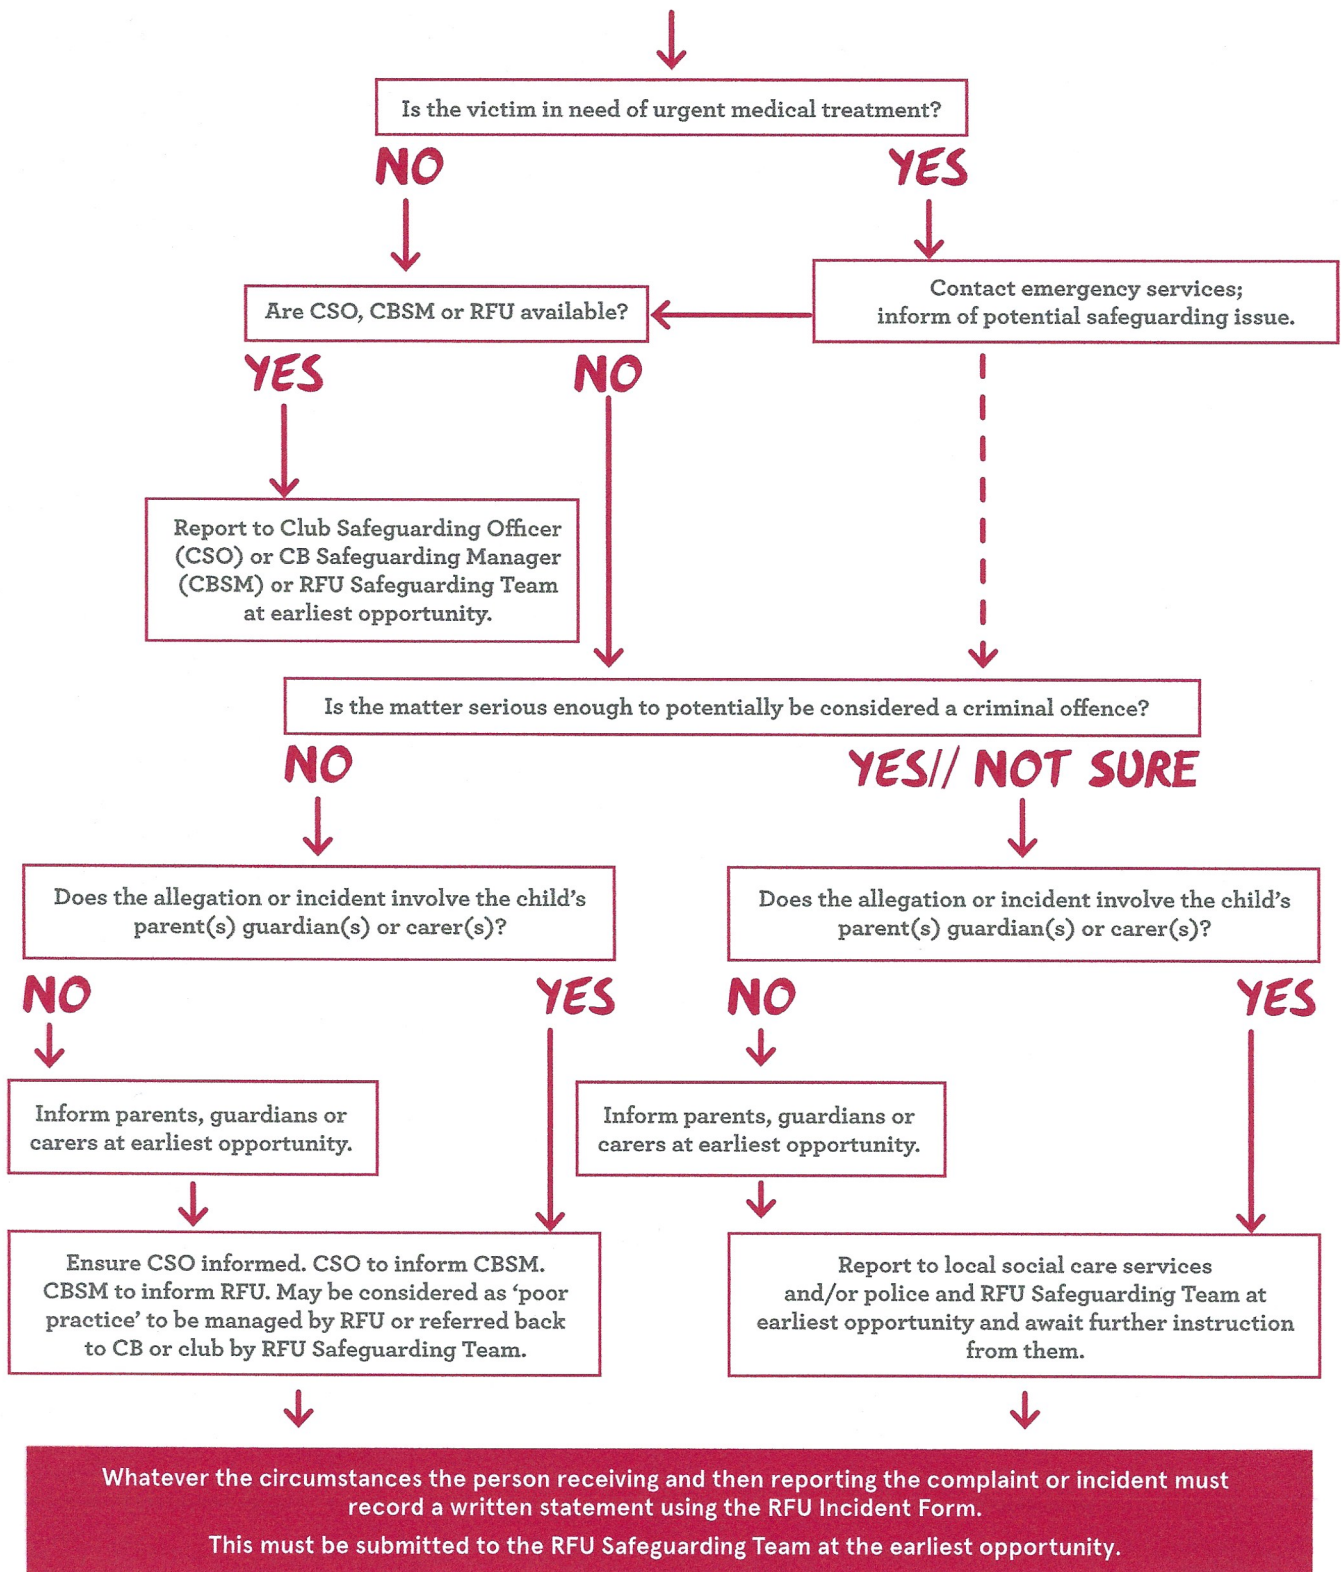 Is the victim in need of urgent medical treatment?
NO
YES
Contact emergency services;
inform of potential safeguarding issue.
Are CSO, CBSM or RFU available?
YES
NO
Report to Club Safeguarding Officer
(CSO) or CB Safeguarding Manager
(CBSM) or RFU Safeguarding Team
at earliest opportunity.
Is the matter serious enough to potentially be considered a criminal offence?
NO
YES// NOT SURE
Does the allegation or incident involve the child's
parent(s) guardian(s) or carer(s)?
Does the allegation or incident involve the child's
parent(s) guardian(s) or carer(s)?
NO
YES
NO
YES
Inform parents, guardians or
carers at earliest opportunity.
Inform parents, guardians or
carers at earliest opportunity.
Ensure CSO informed. CSO to inform CBSM.
CBSM to inform RFU. May be considered as ‘poor
practice’ to be managed by RFU or referred back
to CB or club by RFU Safeguarding Team.
Report to local social care services
and/or police and RFU Safeguarding Team at
earliest opportunity and await further instruction
from them.
Whatever the circumstances the person receiving and then reporting the complaint or incident must
record a written statement using the RFU Incident Form.
This must be submitted to the RFU Safeguarding Team at the earliest opportunity.